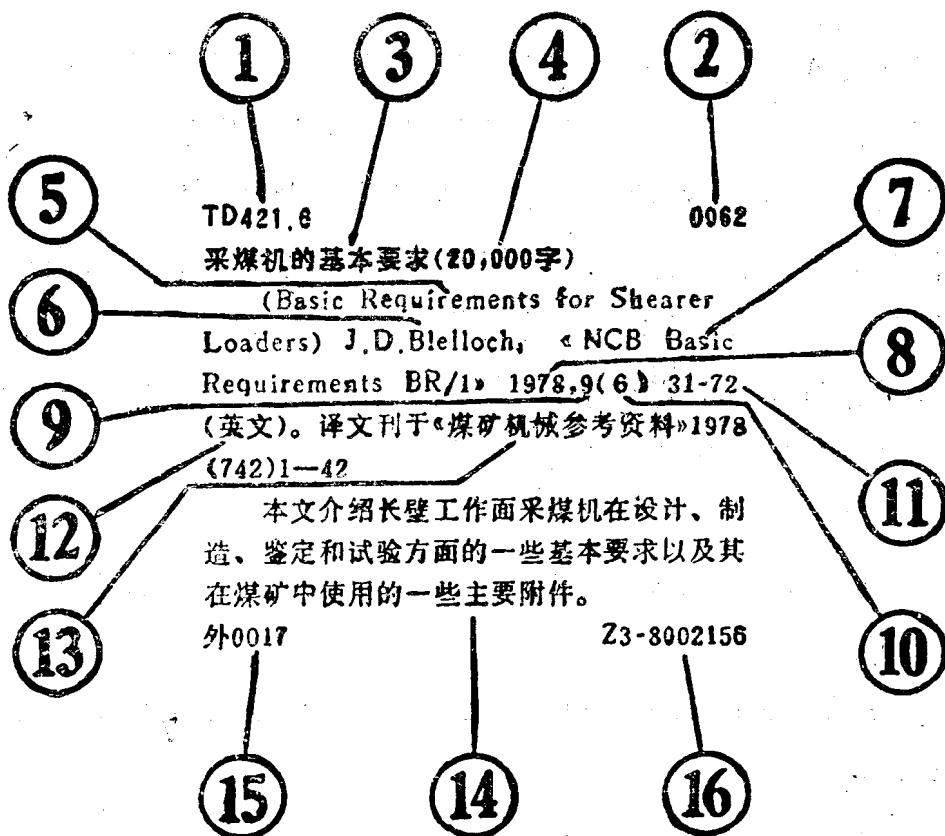 1 3 4 2
5 7
TD421.6 0062
采煤机的基本要求(20,000字)
6 (Basic Requirements for Shearer
Loaders) J.D.Blelloch, «NCB Basic
8
Requirements BR/1» 1978,9(6) 31-72
9 (英文)。译文刊于«煤矿机械参考资料»1978
(742)1—42
12 11
本文介绍长壁工作面采煤机在设计、制
造、鉴定和试验方面的一些基本要求以及其
在煤矿中使用的一些主要附件。
13 外0017 Z3-8002156 10
15 14 16